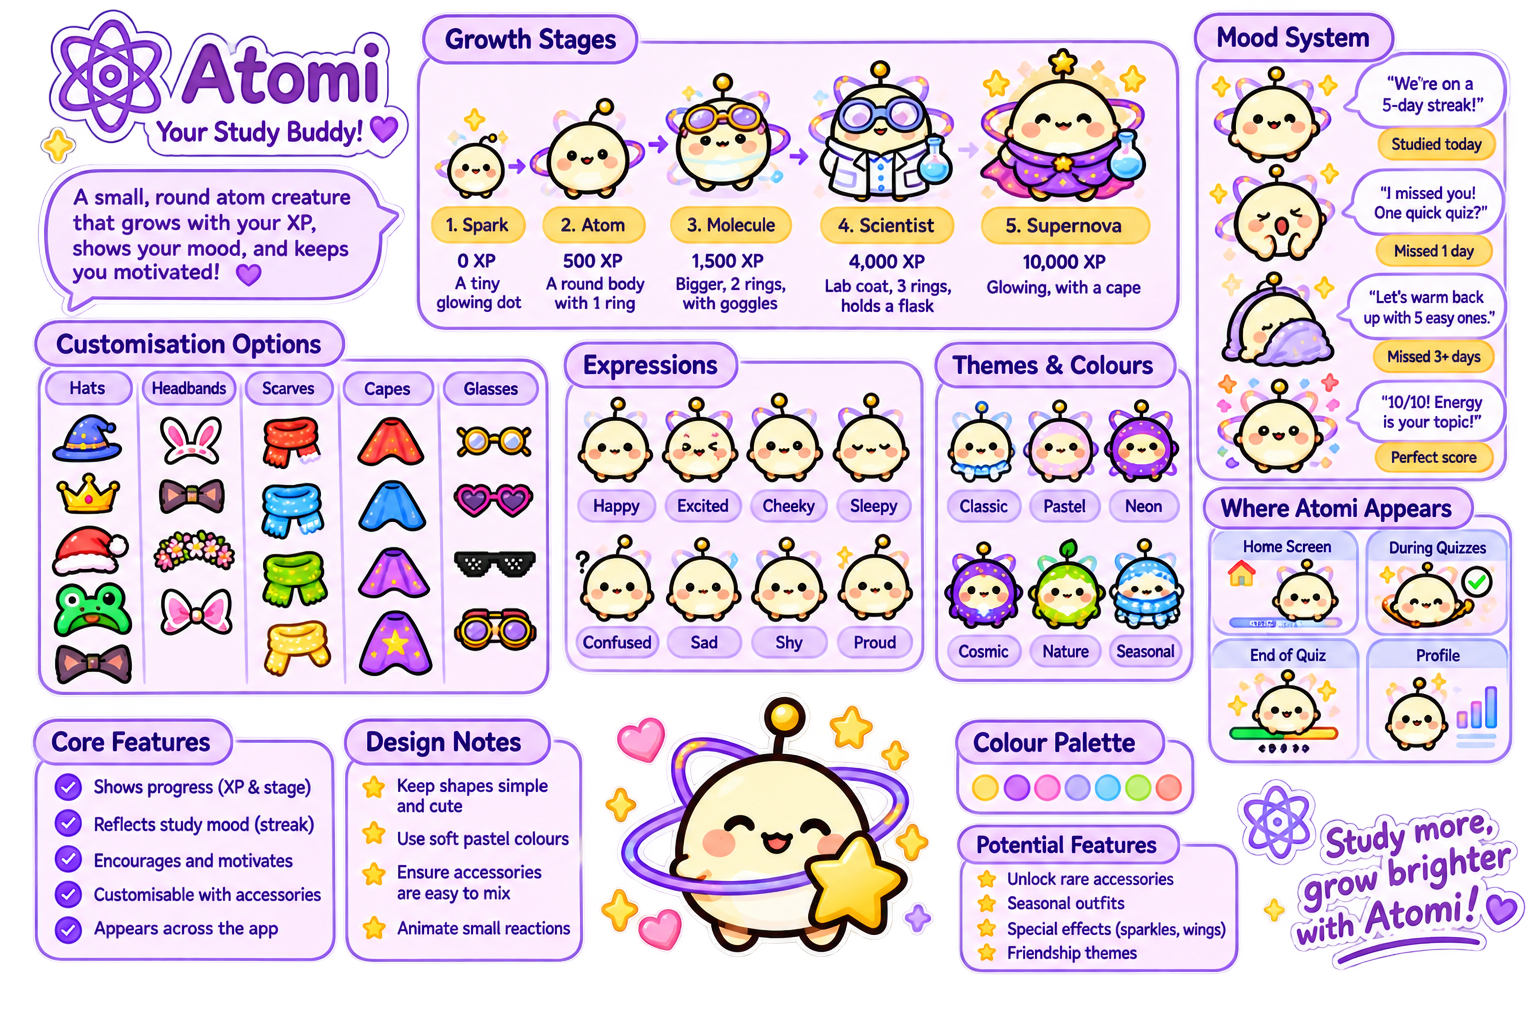 Atomi
Your Study Buddy!
A small, round atom creature
that grows with your XP,
shows your mood, and keeps
you motivated!
Growth Stages
1. Spark
0 XP
A tiny
glowing dot
2. Atom
500 XP
A round body
with 1 ring
3. Molecule
1,500 XP
Bigger, 2 rings,
with goggles
4. Scientist
4,000 XP
Lab coat, 3 rings,
holds a flask
5. Supernova
10,000 XP
Glowing, with a cape
Mood System
“We're on a
5-day streak!”
Studied today
“I missed you!
One quick quiz?”
Missed 1 day
“Let's warm back
up with 5 easy ones.”
Missed 3+ days
“10/10! Energy
is your topic!”
Perfect score
Customisation Options
Hats
Headbands
Scarves
Capes
Glasses
Expressions
Happy
Excited
Cheeky
Sleepy
?
Confused
Sad
Shy
Proud
Themes & Colours
Classic
Pastel
Neon
Cosmic
Nature
Seasonal
Where Atomi Appears
Home Screen
During Quizzes
End of Quiz
Profile
Core Features
Shows progress (XP & stage)
Reflects study mood (streak)
Encourages and motivates
Customisable with accessories
Appears across the app
Design Notes
Keep shapes simple
and cute
Use soft pastel colours
Ensure accessories
are easy to mix
Animate small reactions
Colour Palette
Potential Features
Unlock rare accessories
Seasonal outfits
Special effects (sparkles, wings)
Friendship themes
Study more,
grow brighter
with Atomi!